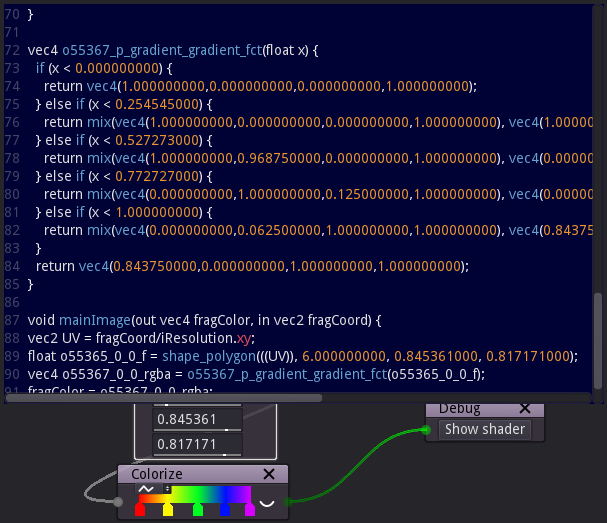 70 }
71
72 vec4 o55367_p_gradient_gradient_fct(float x) {
73 if (x < 0.000000000) {
74 return vec4(1.000000000,0.000000000,0.000000000,1.000000000);
75 } else if (x < 0.254545000) {
76 return mix(vec4(1.000000000,0.000000000,0.000000000,1.000000000), vec4(1.0000
77 } else if (x < 0.527273000) {
78 return mix(vec4(1.000000000,0.968750000,0.000000000,1.000000000), vec4(0.0000
79 } else if (x < 0.772727000) {
80 return mix(vec4(0.000000000,1.000000000,0.125000000,1.000000000), vec4(0.0000
81 } else if (x < 1.000000000) {
82 return mix(vec4(0.000000000,0.062500000,1.000000000,1.000000000), vec4(0.84375
83 }
84 return vec4(0.843750000,0.000000000,1.000000000,1.000000000);
85 }
86
87 void mainImage(out vec4 fragColor, in vec2 fragCoord) {
88 vec2 UV = fragCoord/iResolution.xy;
89 float o55365_0_0_f = shape_polygon(((UV)), 6.000000000, 0.845361000, 0.817171000);
90 vec4 o55367_0_0_rgba = o55367_p_gradient_gradient_fct(o55365_0_0_f);
91 fragColor = o55367_0_0_rgba;
0.845361
0.817171
Debug
Show shader
Colorize